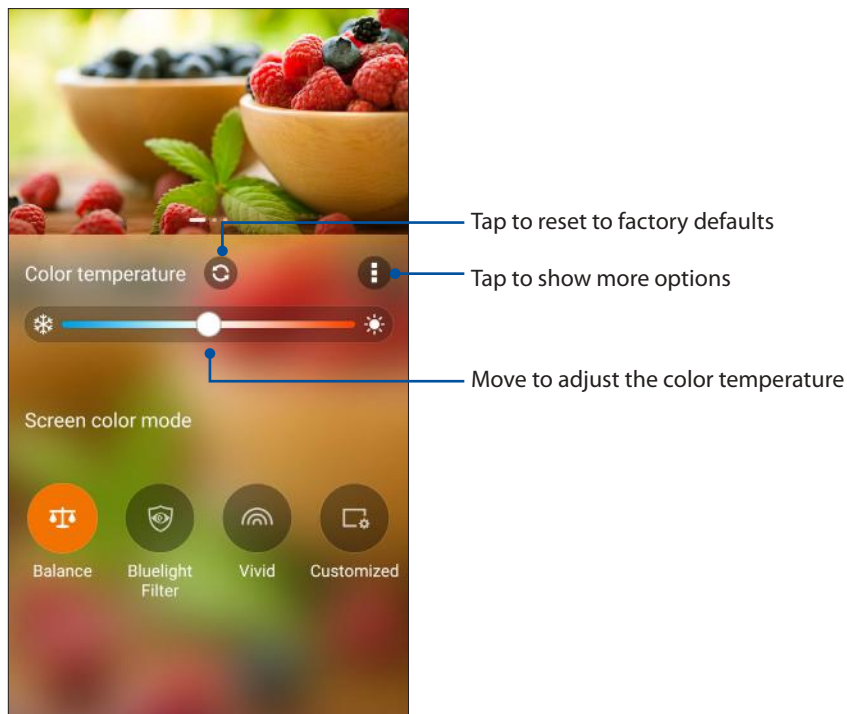 Tap to reset to factory defaults
Color temperature
Tap to show more options
Move to adjust the color temperature
Screen color mode
Balance
Bluelight
Filter
Vivid
Customized